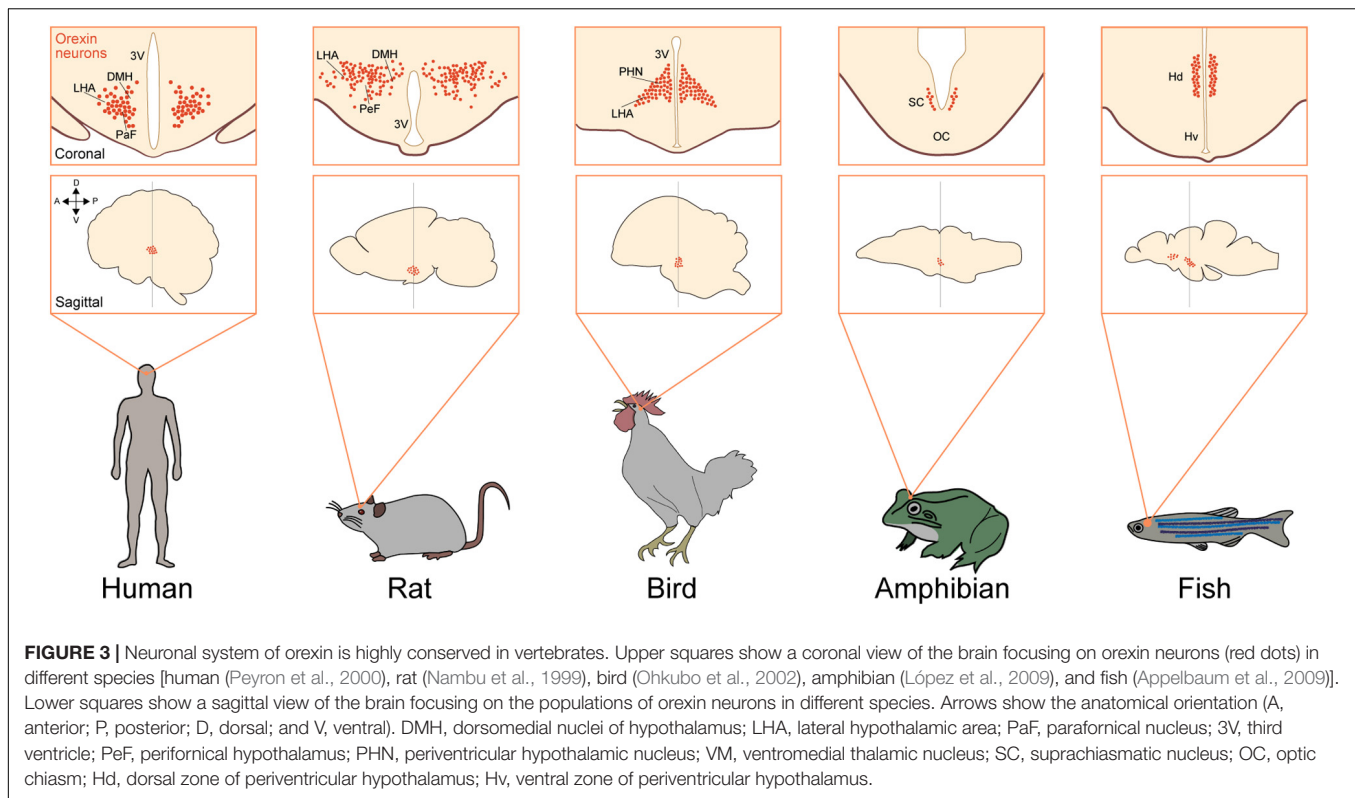 Orexin
neurons
3V
DMH
LHA
PaF
Coronal
LHA
DMH
PeF
3V
3V
PHN
LHA
SC
OC
Hd
Hv
D
A P
V
Sagittal
Human
Rat
Bird
Amphibian
Fish
FIGURE 3 | Neuronal system of orexin is highly conserved in vertebrates. Upper squares show a coronal view of the brain focusing on orexin neurons (red dots) in
different species [human (Peyron et al., 2000), rat (Nambu et al., 1999), bird (Ohkubo et al., 2002), amphibian (López et al., 2009), and fish (Appelbaum et al., 2009)].
Lower squares show a sagittal view of the brain focusing on the populations of orexin neurons in different species. Arrows show the anatomical orientation (A,
anterior; P, posterior; D, dorsal; and V, ventral). DMH, dorsomedial nuclei of hypothalamus; LHA, lateral hypothalamic area; PaF, parafornical nucleus; 3V, third
ventricle; PeF, perifornical hypothalamus; PHN, periventricular hypothalamic nucleus; VM, ventromedial thalamic nucleus; SC, suprachiasmatic nucleus; OC, optic
chiasm; Hd, dorsal zone of periventricular hypothalamus; Hv, ventral zone of periventricular hypothalamus.